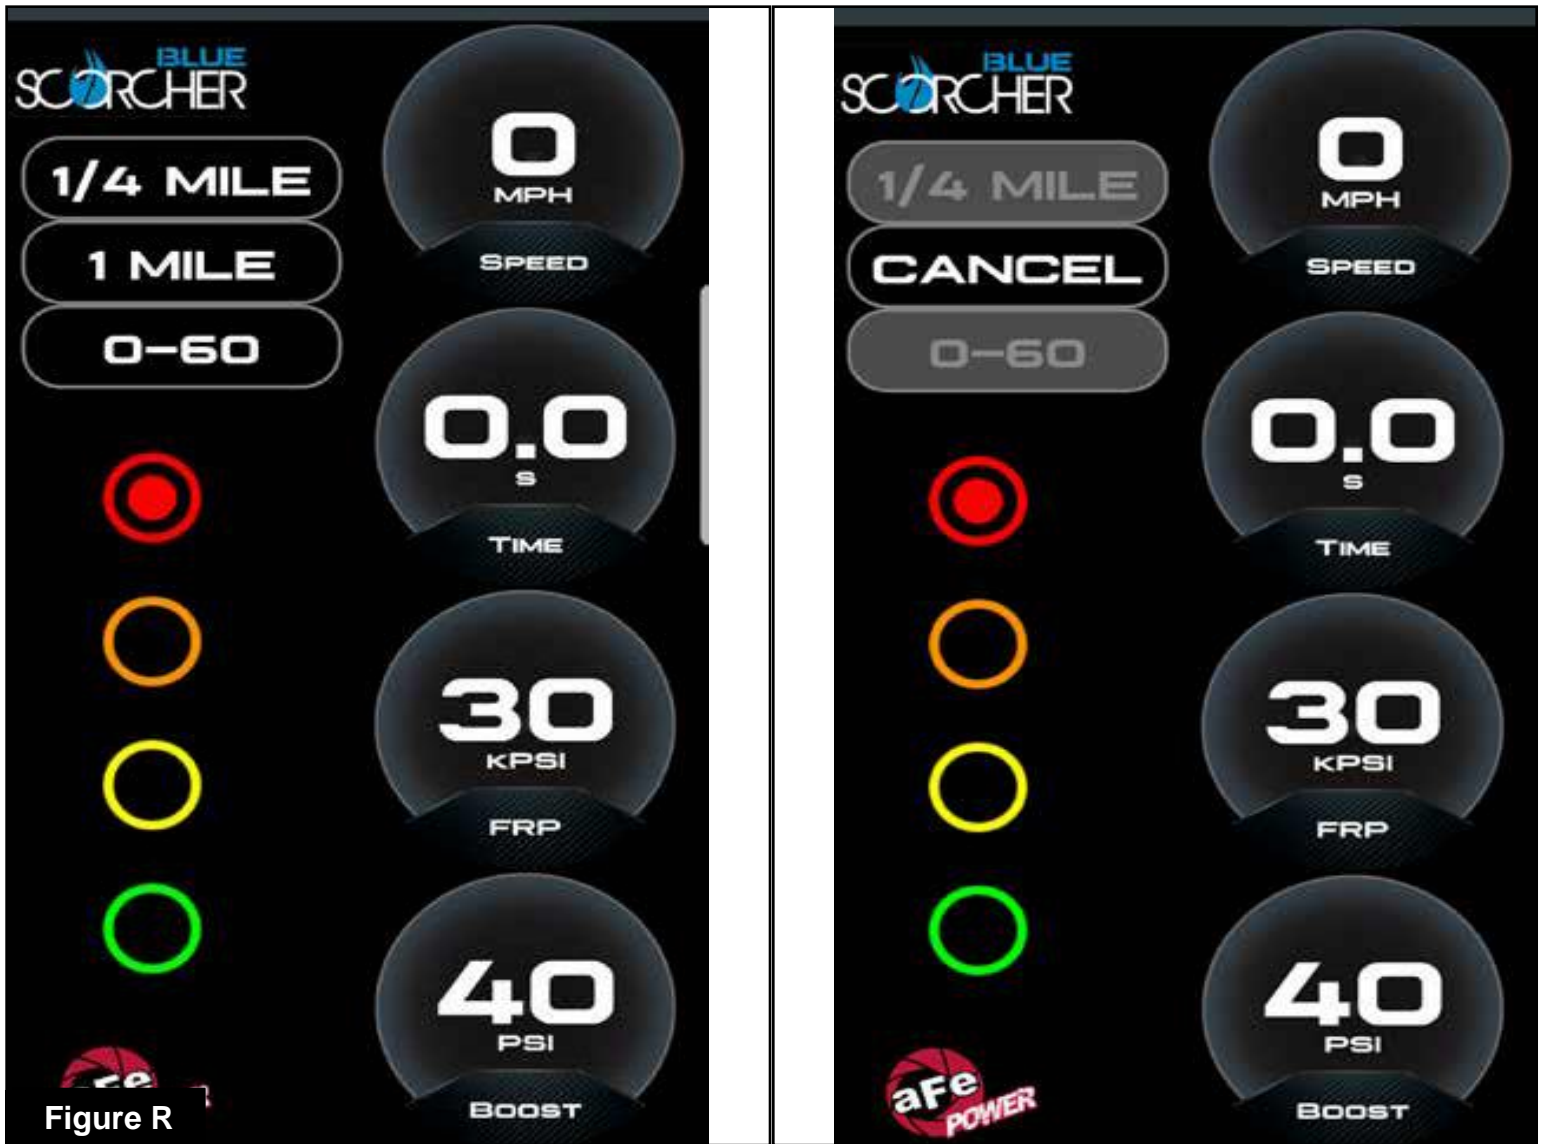 BLUE
SCORCHER
1/4 MILE
1 MILE
0-60
0
MPH
SPEED
0.0
S
TIME
30
KPSI
FRP
40
PSI
BOOST
aFe
Figure R
BLUE
SCORCHER
1/4 MILE
CANCEL
0-60
0
MPH
SPEED
0.0
S
TIME
30
KPSI
FRP
40
PSI
BOOST
aFe
POWER